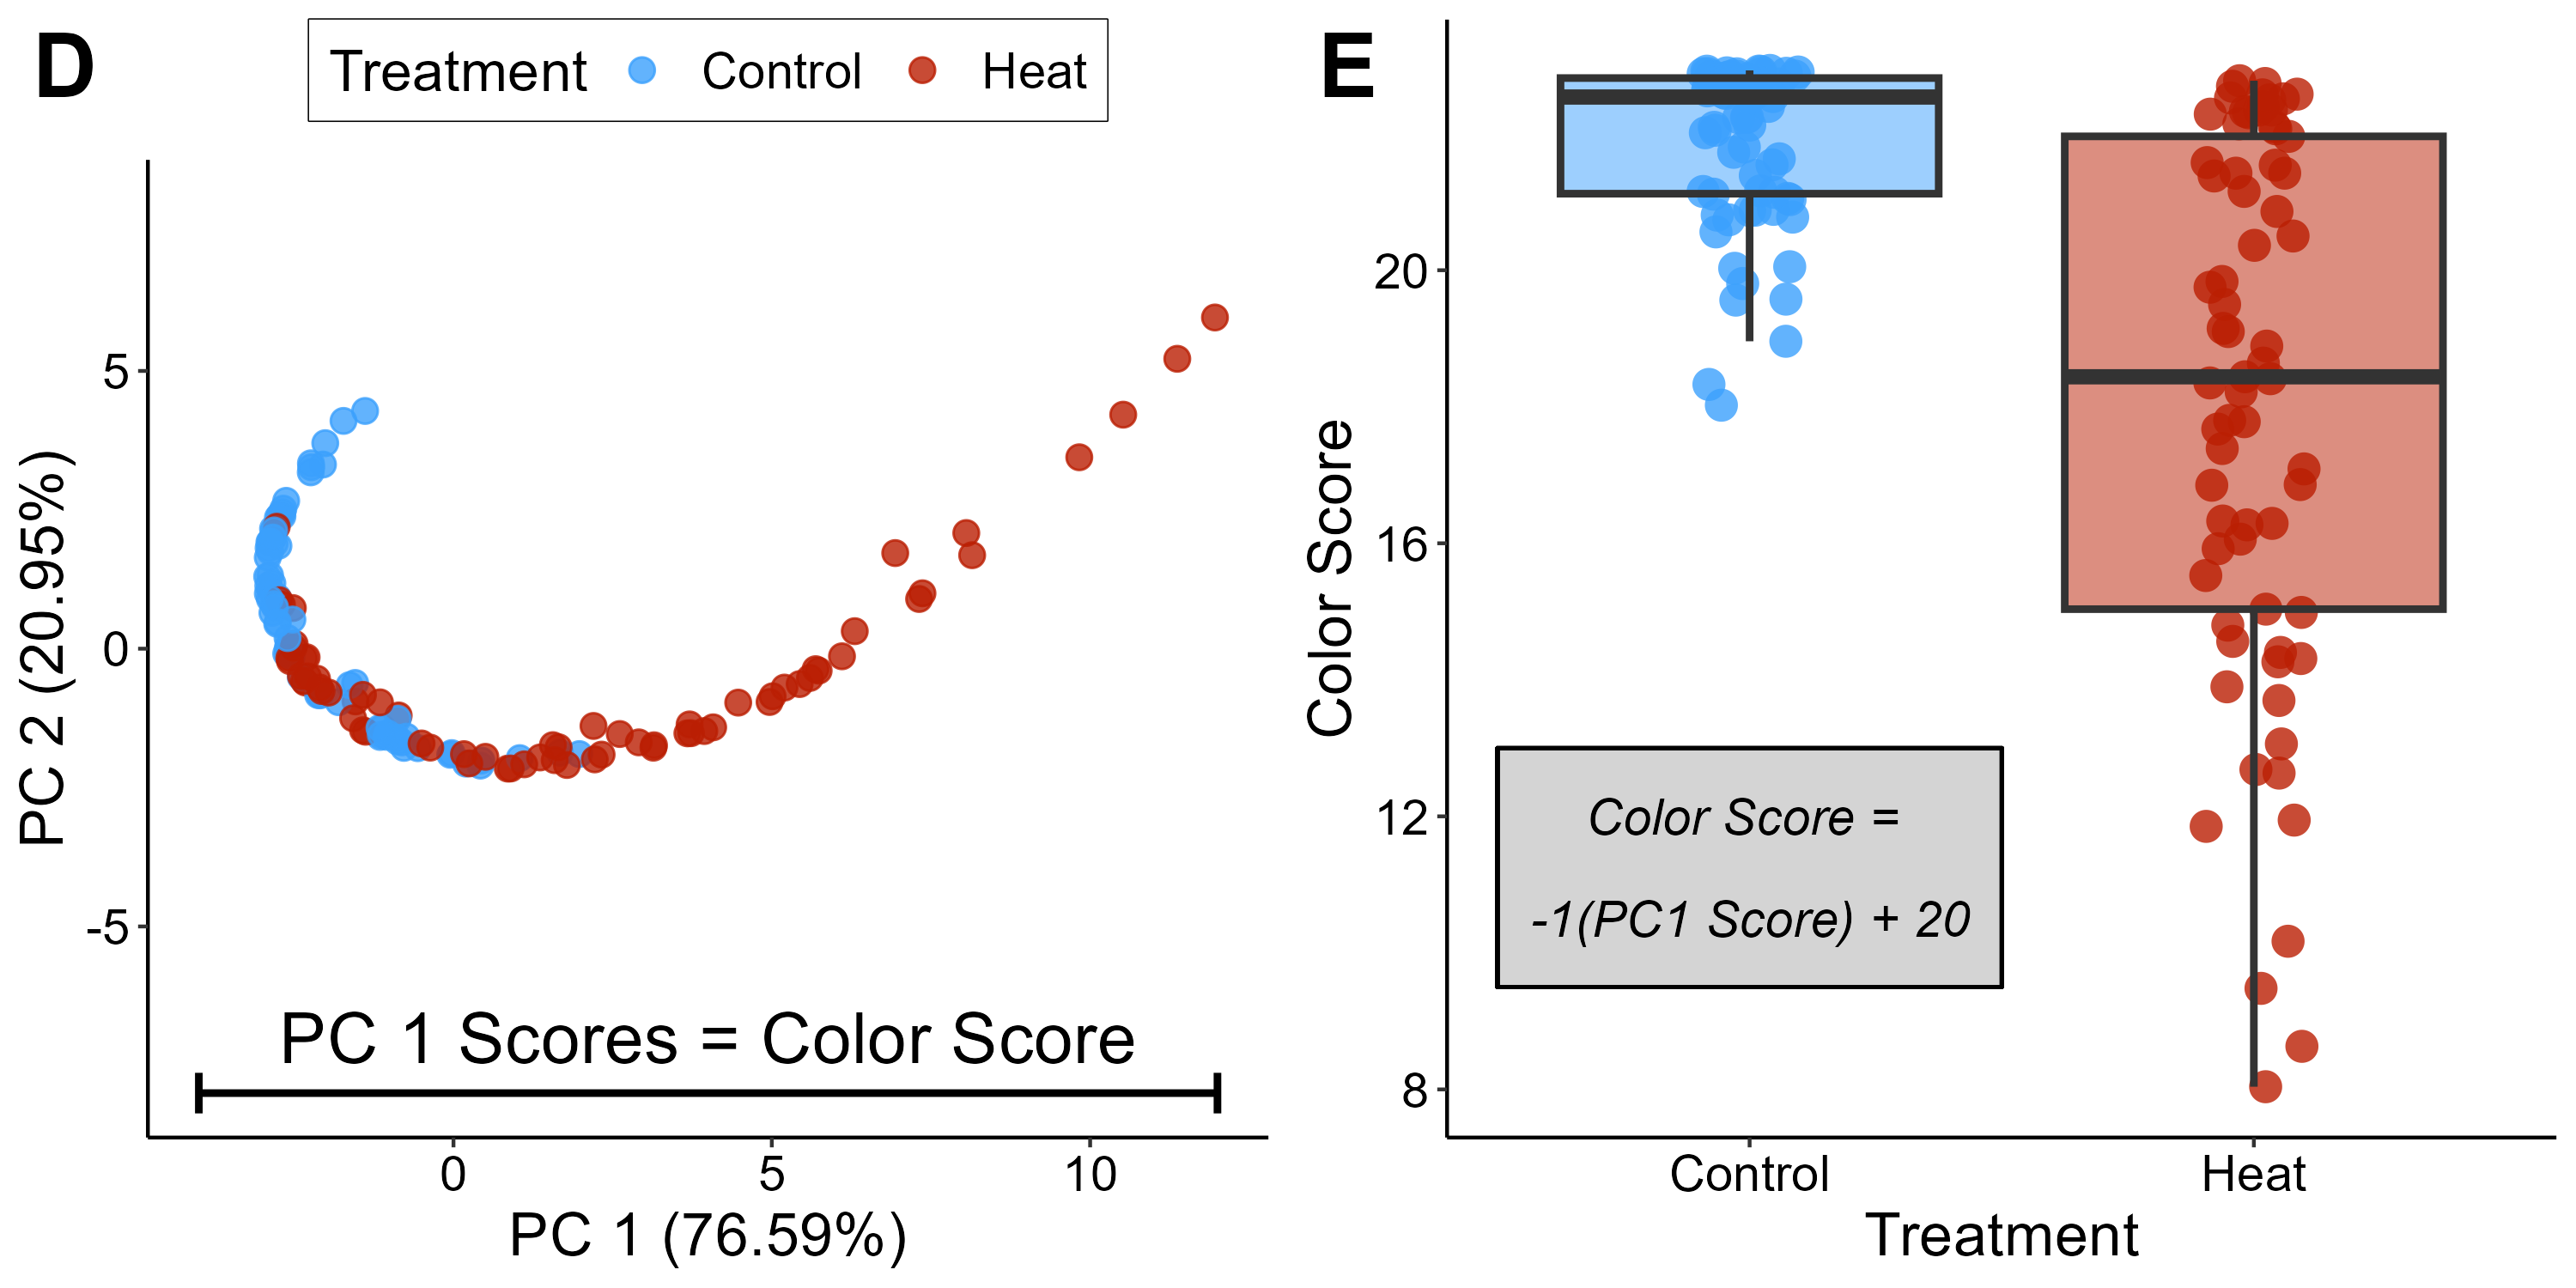 D
Treatment Control Heat
PC 2 (20.95%)
5
0
-5
PC 1 Scores = Color Score
0 5 10
PC 1 (76.59%)
E
Color Score
20
16
12
8
Color Score =
-1(PC1 Score) + 20
Control Heat
Treatment